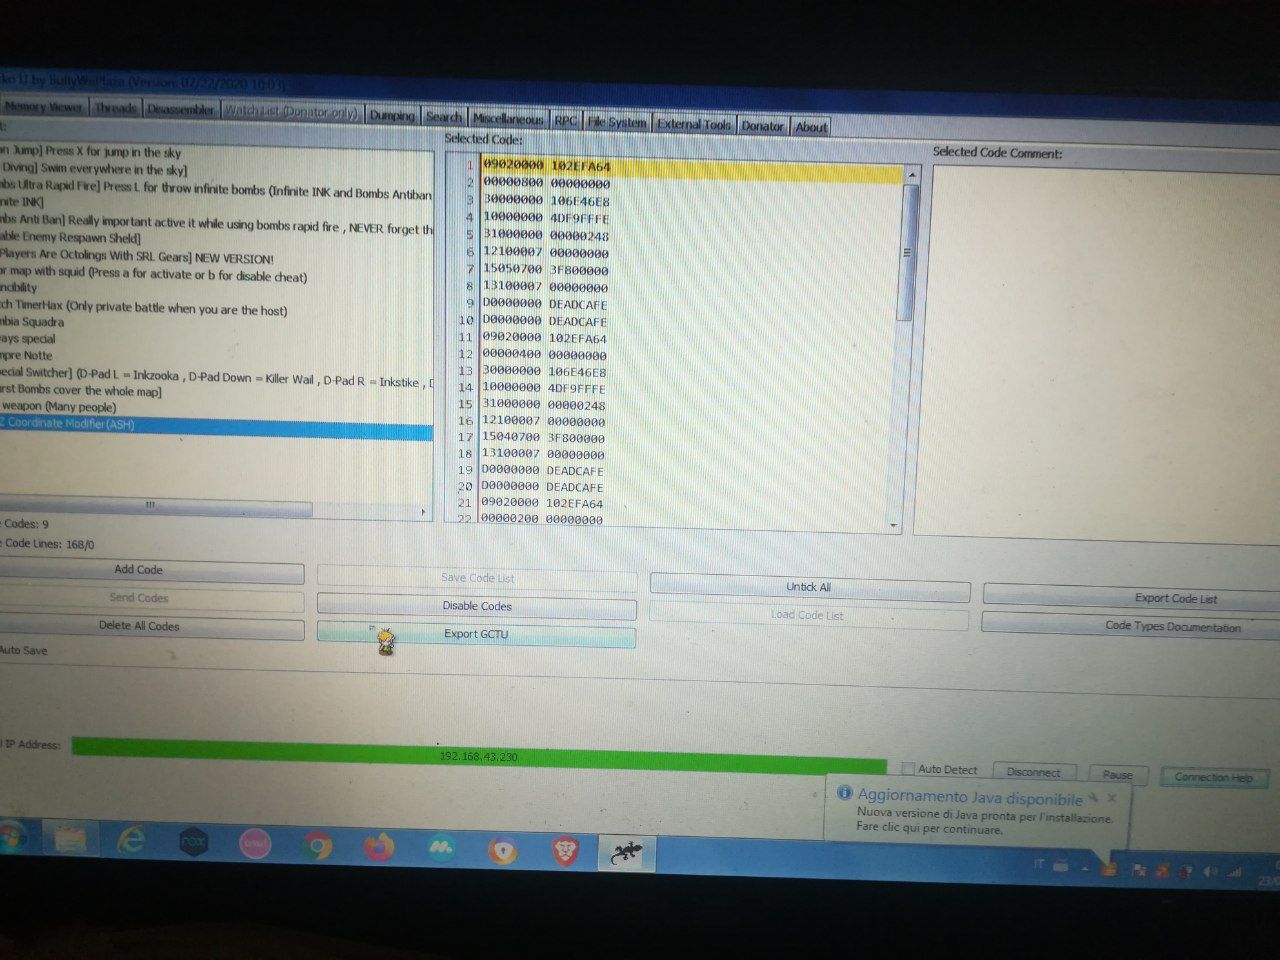 ko U by BullyWiiPlaza (Version: 07/22/2020 10:03)
Memory Viewer Threads Disassembler Watch List (Donator only) Dumping Search Miscellaneous RPC File System External Tools Donator About
Selected Code:
Selected Code Comment:
on Jump] Press X for jump in the sky
Diving] Swim everywhere in the sky]
nbs Ultra Rapid Fire] Press L for throw infinite bombs (Infinite INK and Bombs Antiban
nite INK]
nbs Anti Ban] Really important active it while using bombs rapid fire , NEVER forget th
able Enemy Respawn Sheld]
Players Are Octolings With SRL Gears] NEW VERSION!
or map with squid (Press a for activate or b for disable cheat)
ncibility
ch TimerHax (Only private battle when you are the host)
mbia Squadra
ays special
mpre Notte
ecial Switcher] (D-Pad L = Inkzooka , D-Pad Down = Killer Wail , D-Pad R = Inkstike , D
rst Bombs cover the whole map]
weapon (Many people)
Z Coordinate Modifier(ASH)
1 09020000 102EFA64
2 00000800 00000000
3 30000000 106E46E8
4 10000000 4DF9FFFE
5 31000000 00000248
6 12100007 00000000
7 15050700 3F800000
8 13100007 00000000
9 D0000000 DEADCAFE
10 D0000000 DEADCAFE
11 09020000 102EFA64
12 00000400 00000000
13 30000000 106E46E8
14 10000000 4DF9FFFE
15 31000000 00000248
16 12100007 00000000
17 15040700 3F800000
18 13100007 00000000
19 D0000000 DEADCAFE
20 D0000000 DEADCAFE
21 09020000 102EFA64
22 00000200 00000000
Codes: 9
Code Lines: 168/0
Add Code Save Code List Untick All Export Code List
Send Codes Disable Codes Load Code List Code Types Documentation
Delete All Codes Export GCTU
Auto Save
IP Address: 192.168.43.230 Auto Detect Disconnect Pause Connection Help
Aggiornamento Java disponibile
Nuova versione di Java pronta per l'installazione.
Fare clic qui per continuare.
nox
osu!
IT
23/